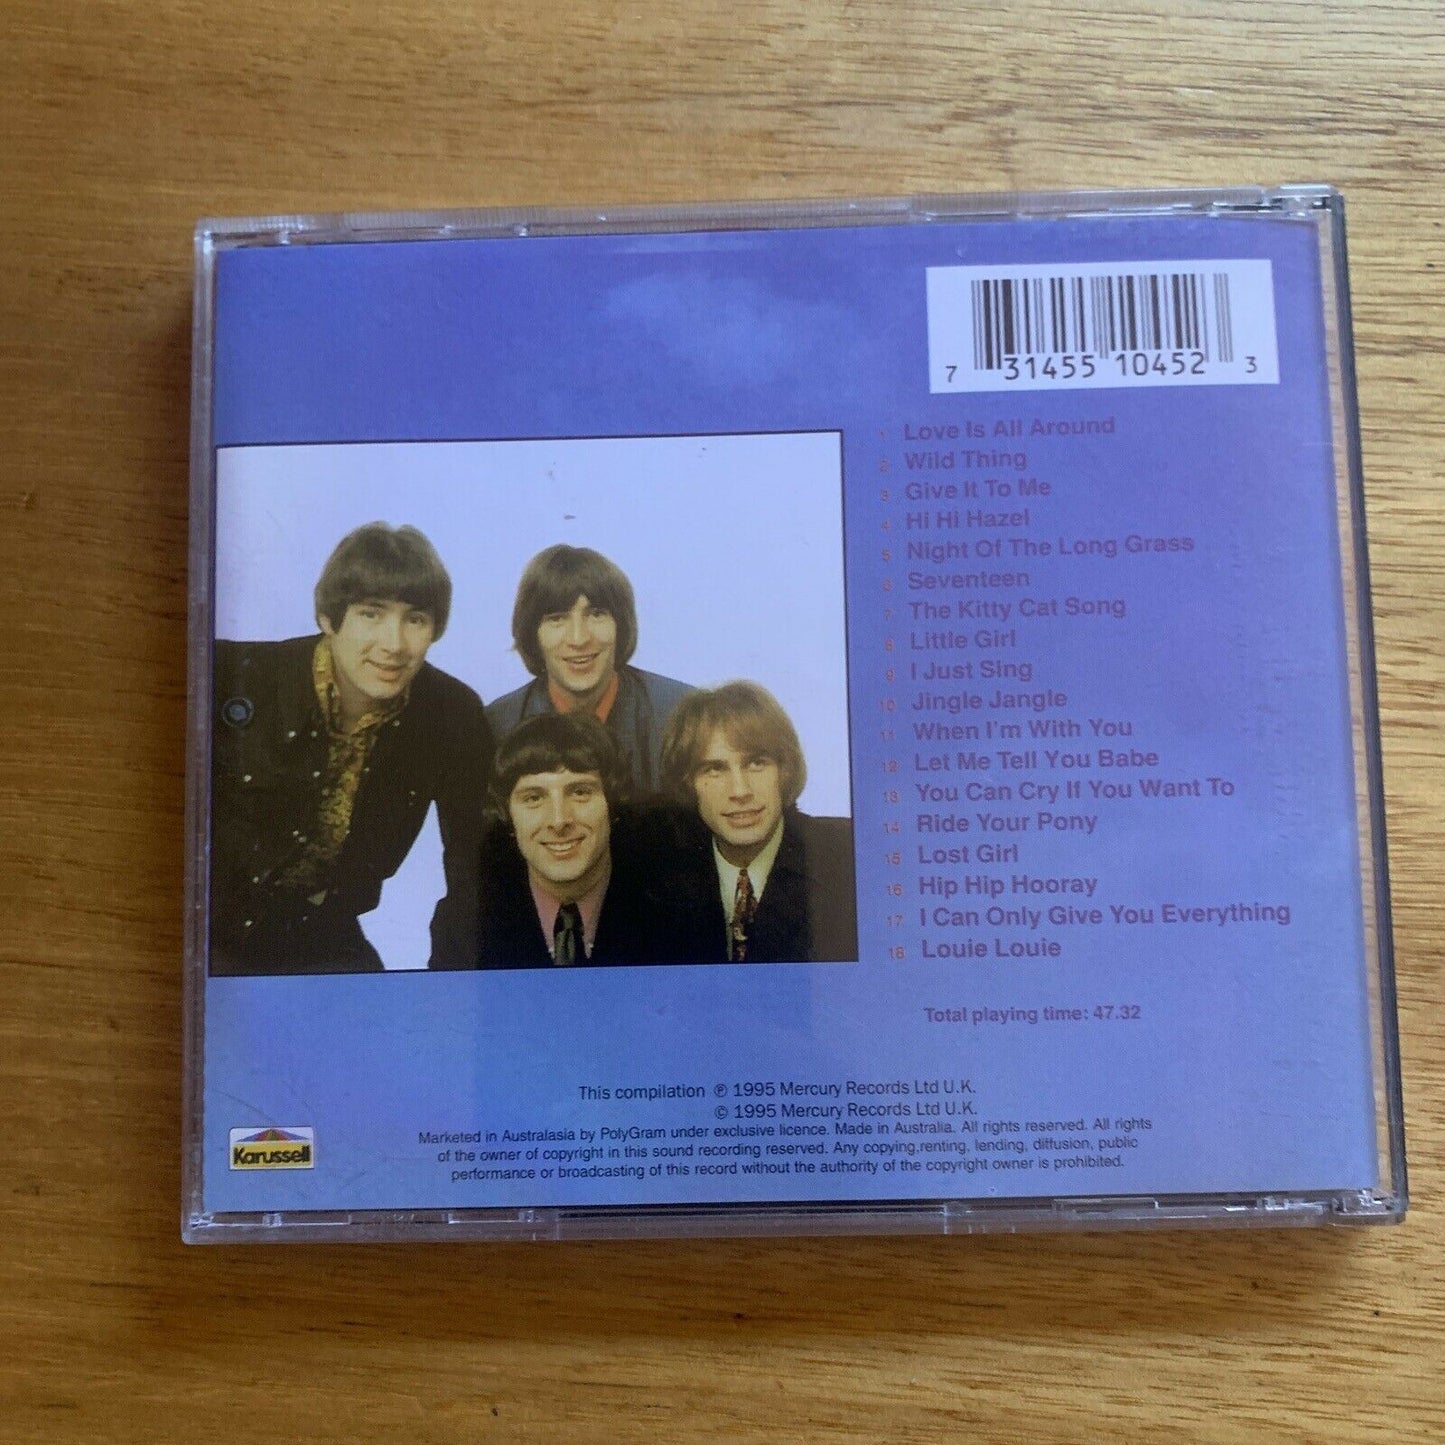 7 31455 10452 3
1 Love Is All Around
2 Wild Thing
3 Give It To Me
4 Hi Hi Hazel
5 Night Of The Long Grass
6 Seventeen
7 The Kitty Cat Song
8 Little Girl
9 I Just Sing
10 Jingle Jangle
11 When I'm With You
12 Let Me Tell You Babe
13 You Can Cry If You Want To
14 Ride Your Pony
15 Lost Girl
16 Hip Hip Hooray
17 I Can Only Give You Everything
18 Louie Louie
Total playing time: 47.32
This compilation ℗ 1995 Mercury Records Ltd U.K.
© 1995 Mercury Records Ltd U.K.
Marketed in Australasia by PolyGram under exclusive licence. Made in Australia. All rights reserved. All rights
of the owner of copyright in this sound recording reserved. Any copying,renting, lending, diffusion, public
performance or broadcasting of this record without the authority of the copyright owner is prohibited.
Karussell